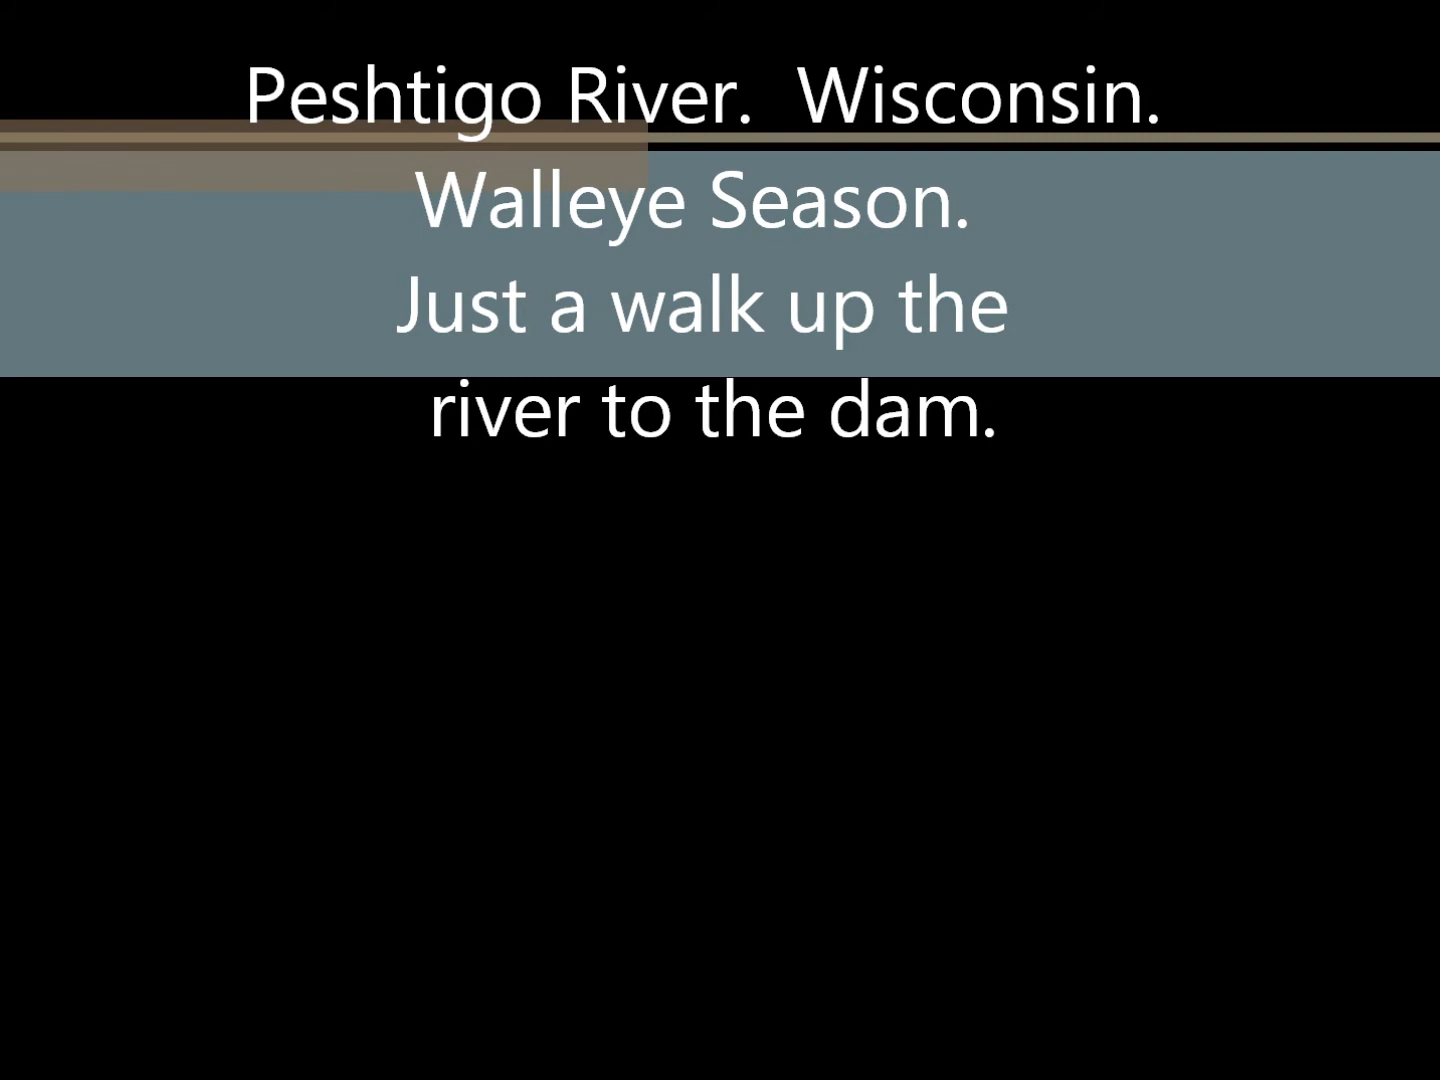 Peshtigo River.  Wisconsin.
Walleye Season.
Just a walk up the
river to the dam.